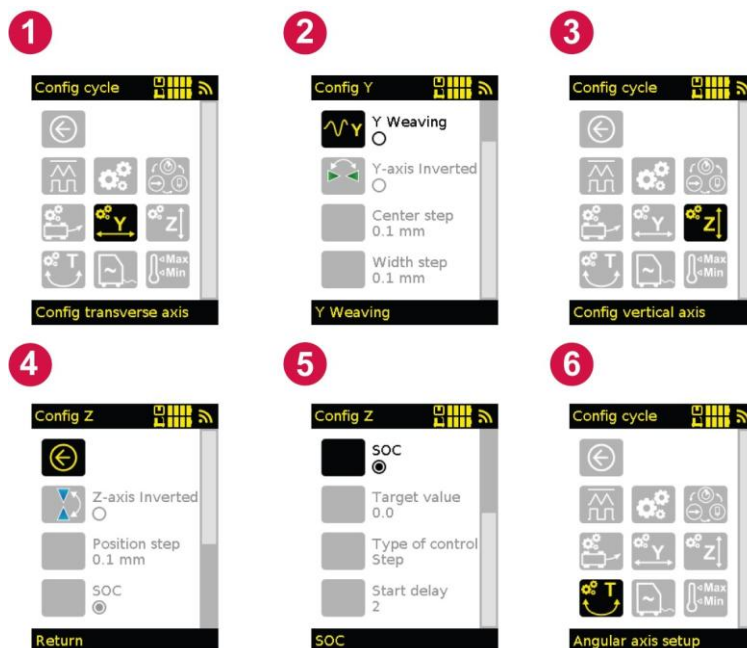 1
2
3
Config cycle
Y
Z
T
Max
Min
Config transverse axis
Config Y
Y
Y Weaving
Y-axis Inverted
Center step
0.1 mm
Width step
0.1 mm
Y Weaving
Config cycle
Y
Z
T
Max
Min
Config vertical axis
4
5
6
Config Z
Z-axis Inverted
Position step
0.1 mm
SOC
Return
Config Z
SOC
Target value
0.0
Type of control
Step
Start delay
2
SOC
Config cycle
Y
Z
T
Max
Min
Angular axis setup